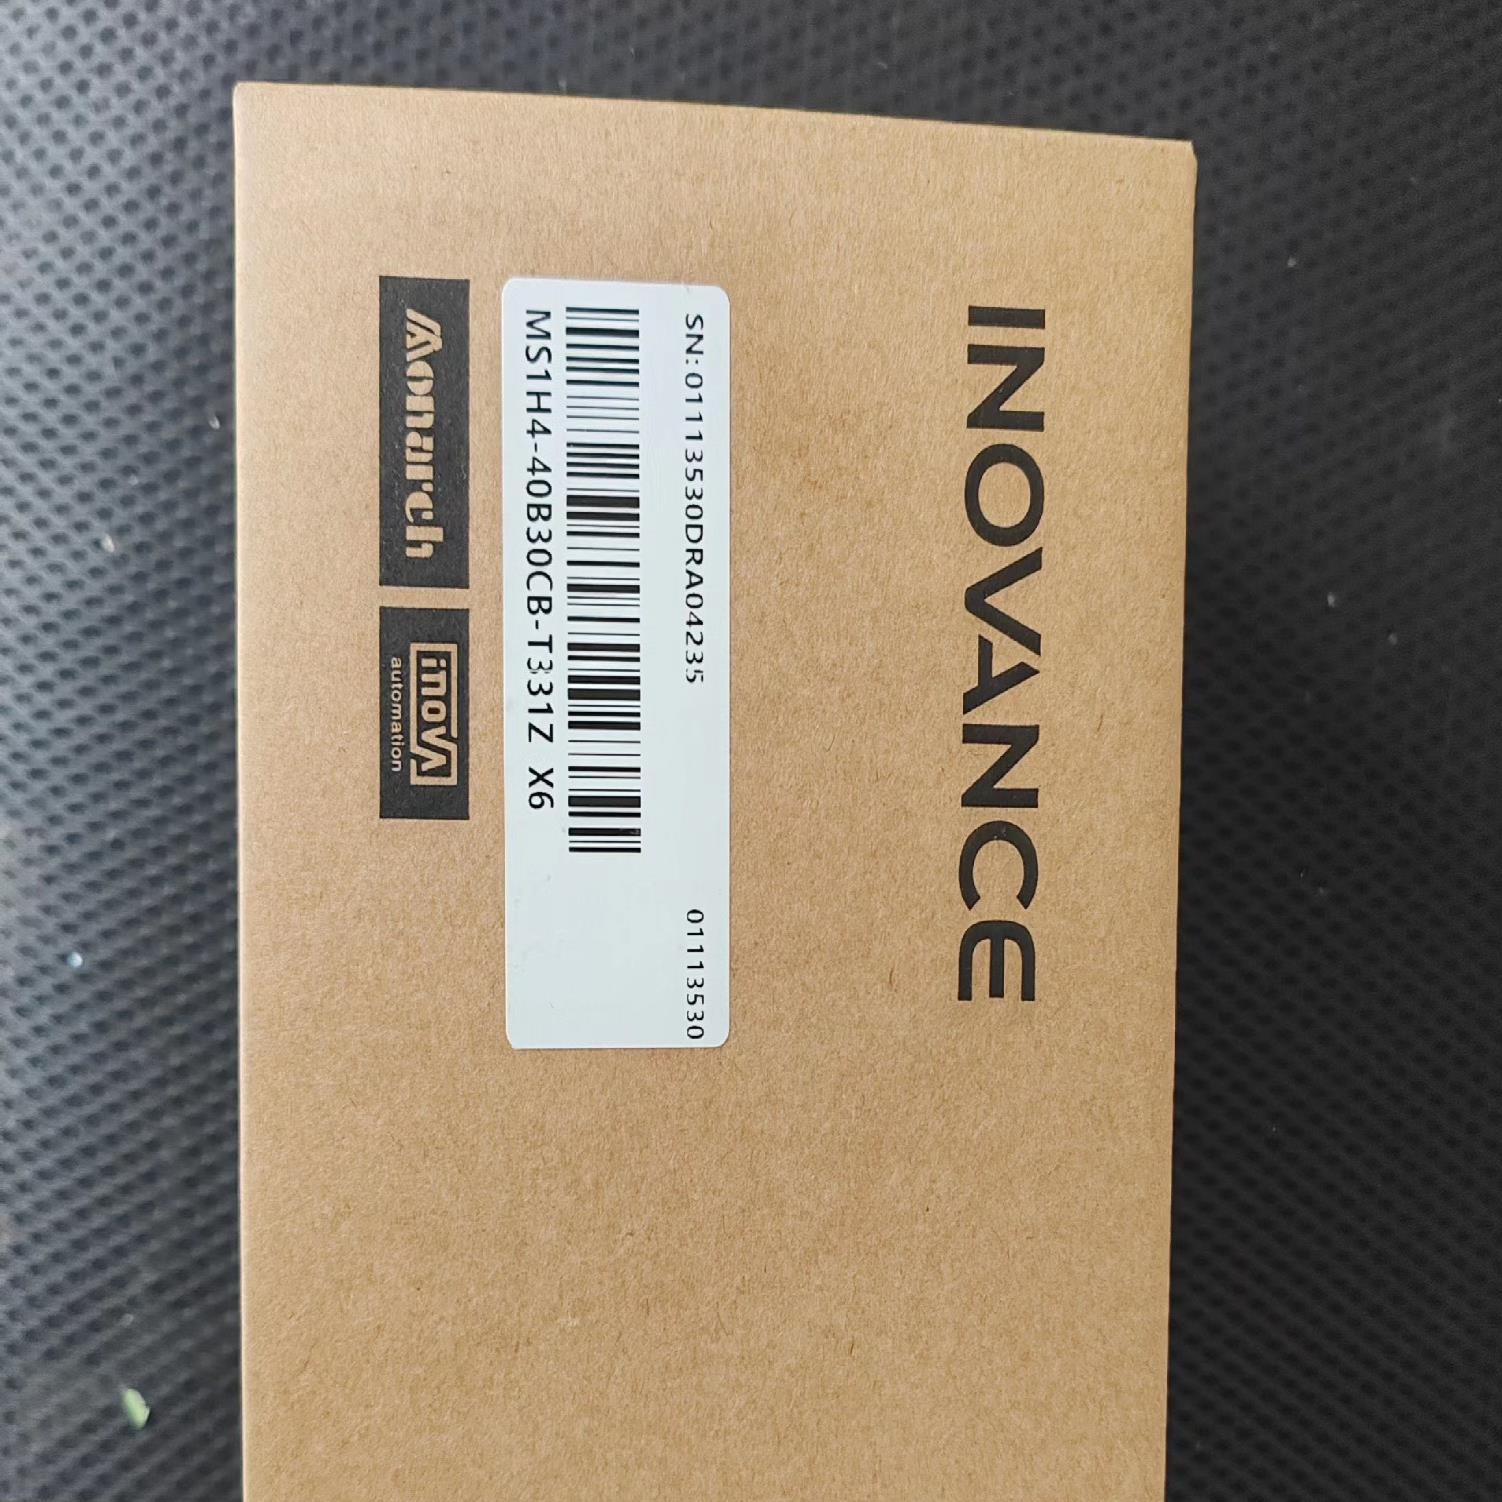 INOVANCE
SN:01113530DRA04235 01113530
MS1H4-40B30CB-T331Z X6
Monarch
inovA
automation